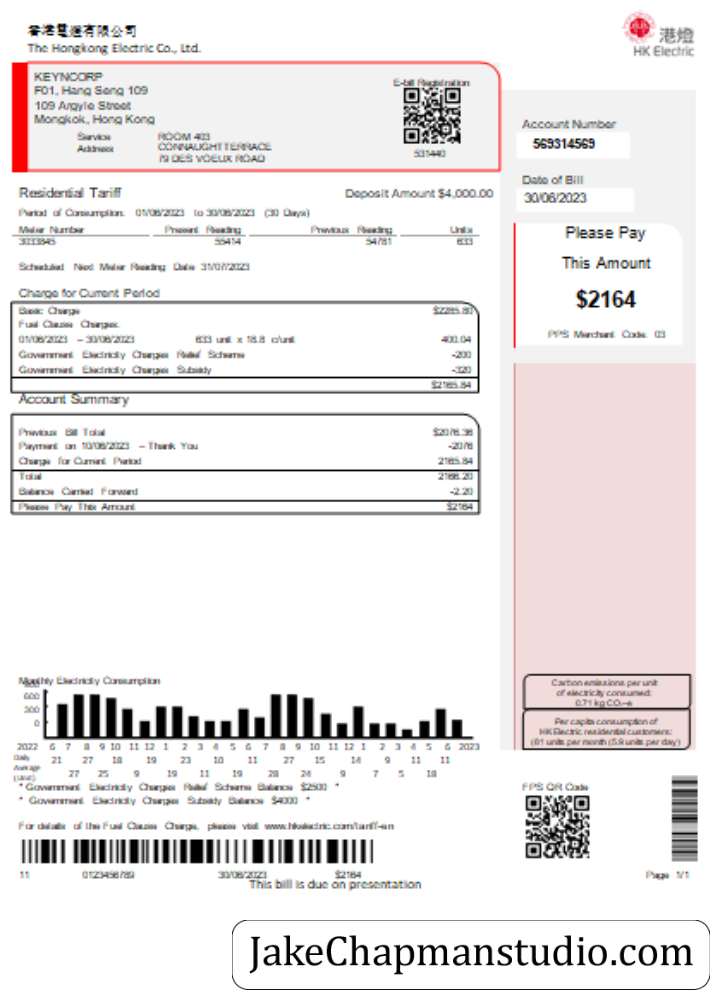 香港電燈有限公司
The Hongkong Electric Co., Ltd.
港燈
HK Electric
KEYNCORP
F01, Hang Seng 109
109 Argyle Street
Mongkok, Hong Kong
Service Address
ROOM 403
CONNAUGHTTERRACE
79 DES VOEUX ROAD
E-bill Registration
531440
Account Number
569314569
Date of Bill
30/06/2023
Please Pay
This Amount
$2164
PPS Merchant Code: 03
Residential Tariff Deposit Amount $4,000.00
Period of Consumption: 01/06/2023 to 30/06/2023 (30 Days)
Meter Number Present Reading Previous Reading Units
3033845 55414 54781 633
Scheduled Next Meter Reading Date 31/07/2023
Charge for Current Period
Basic Charge $2285.80
Fuel Clause Charges:
01/06/2023 – 30/06/2023 633 unit x 18.8 c/unit 400.04
Government Electricity Charges Relief Scheme -200
Government Electricity Charges Subsidy -320
$2165.84
Account Summary
Previous Bill Total $2076.36
Payment on 10/06/2023 – Thank You -2076
Charge for Current Period 2165.84
Total 2166.20
Balance Carried Forward -2.20
Please Pay This Amount $2164
Monthly Electricity Consumption
600
300
0
2022 6 7 8 9 10 11 12 1 2 3 4 5 6 7 8 9 10 11 12 1 2 3 4 5 6 2023
Daily Average (Unit)
21 27 18 19 23 10 11 27 15 14 9 11 11
27 25 9 19 11 19 28 24 9 7 5 18
* Government Electricity Charges Relief Scheme Balance $2500 *
* Government Electricity Charges Subsidy Balance $4000 *
For details of the Fuel Clause Charge, please visit www.hkelectric.com/tariff-en
11 0123456789 30/06/2023 $2164
This bill is due on presentation
Carbon emissions per unit
of electricity consumed:
0.71 kg CO₂-e
Per capita consumption of
HK Electric residential customers:
(61 units per month (5.9 units per day)
FPS QR Code
Page 1/1
JakeChapmanstudio.com